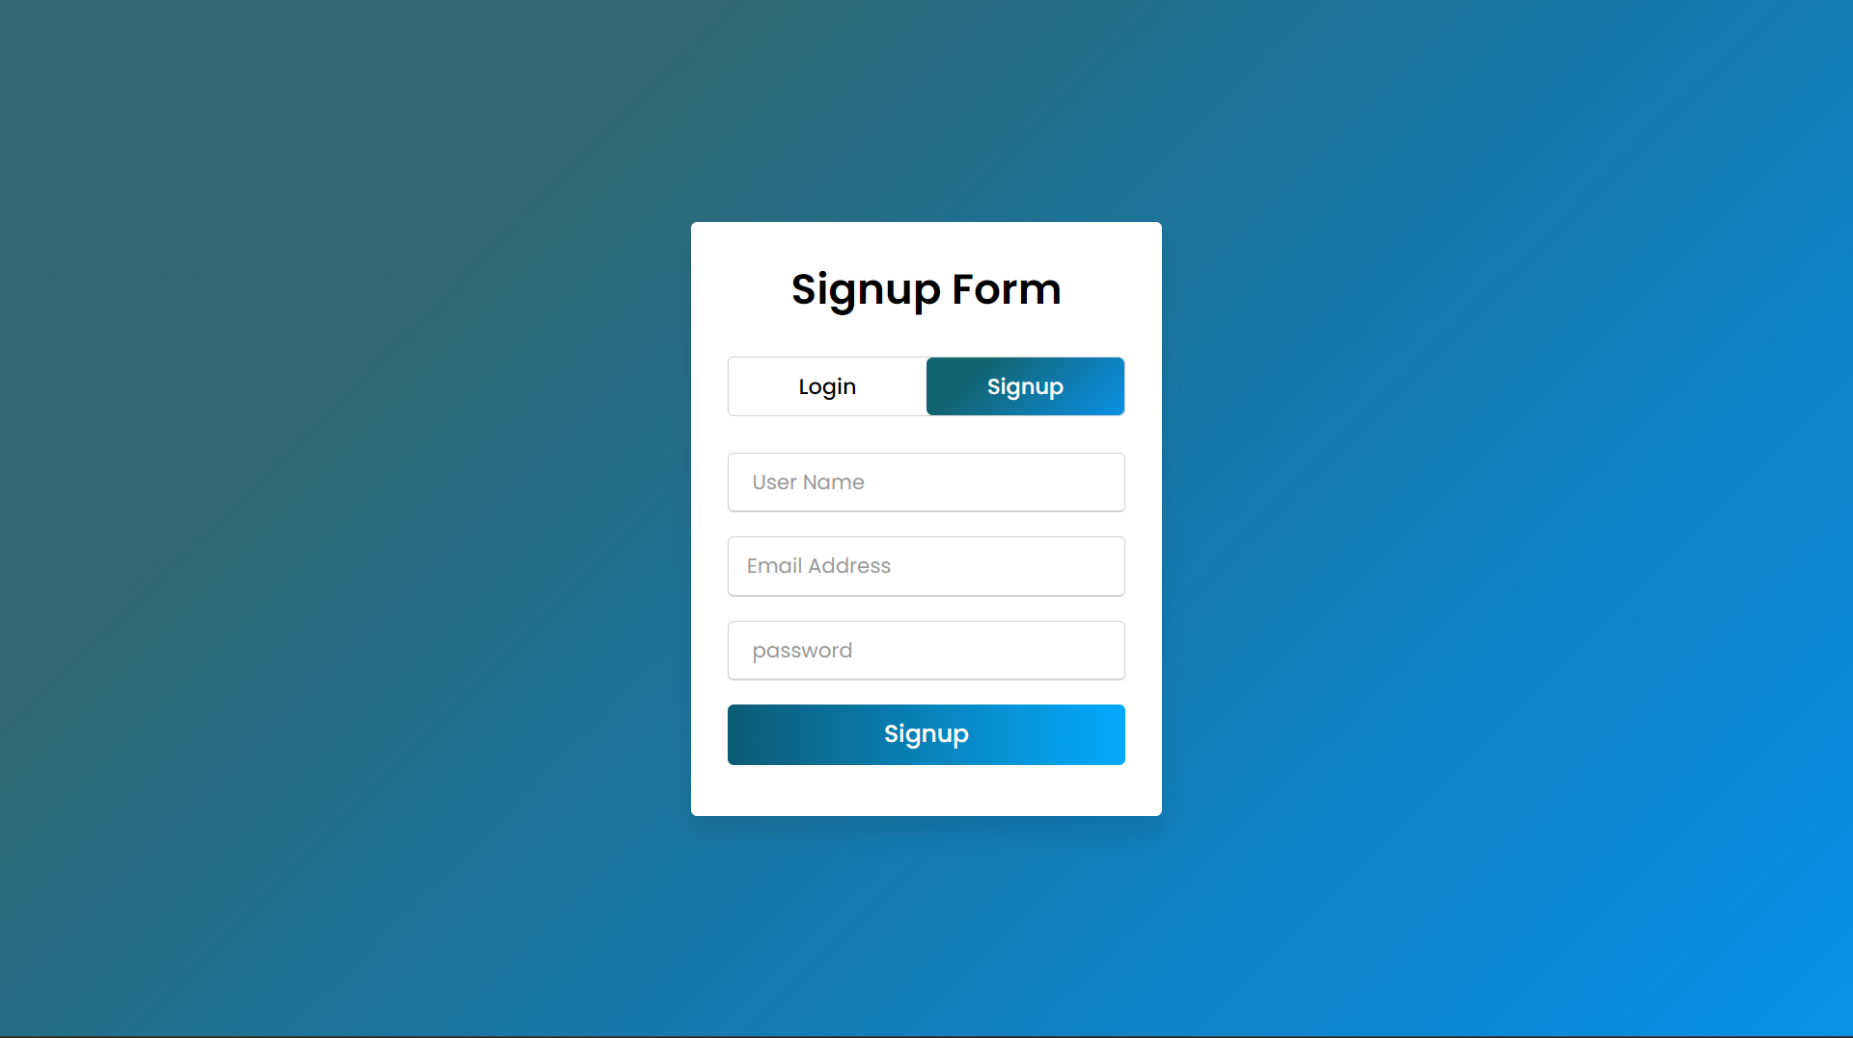 Signup Form
Login Signup
User Name
Email Address
password
Signup